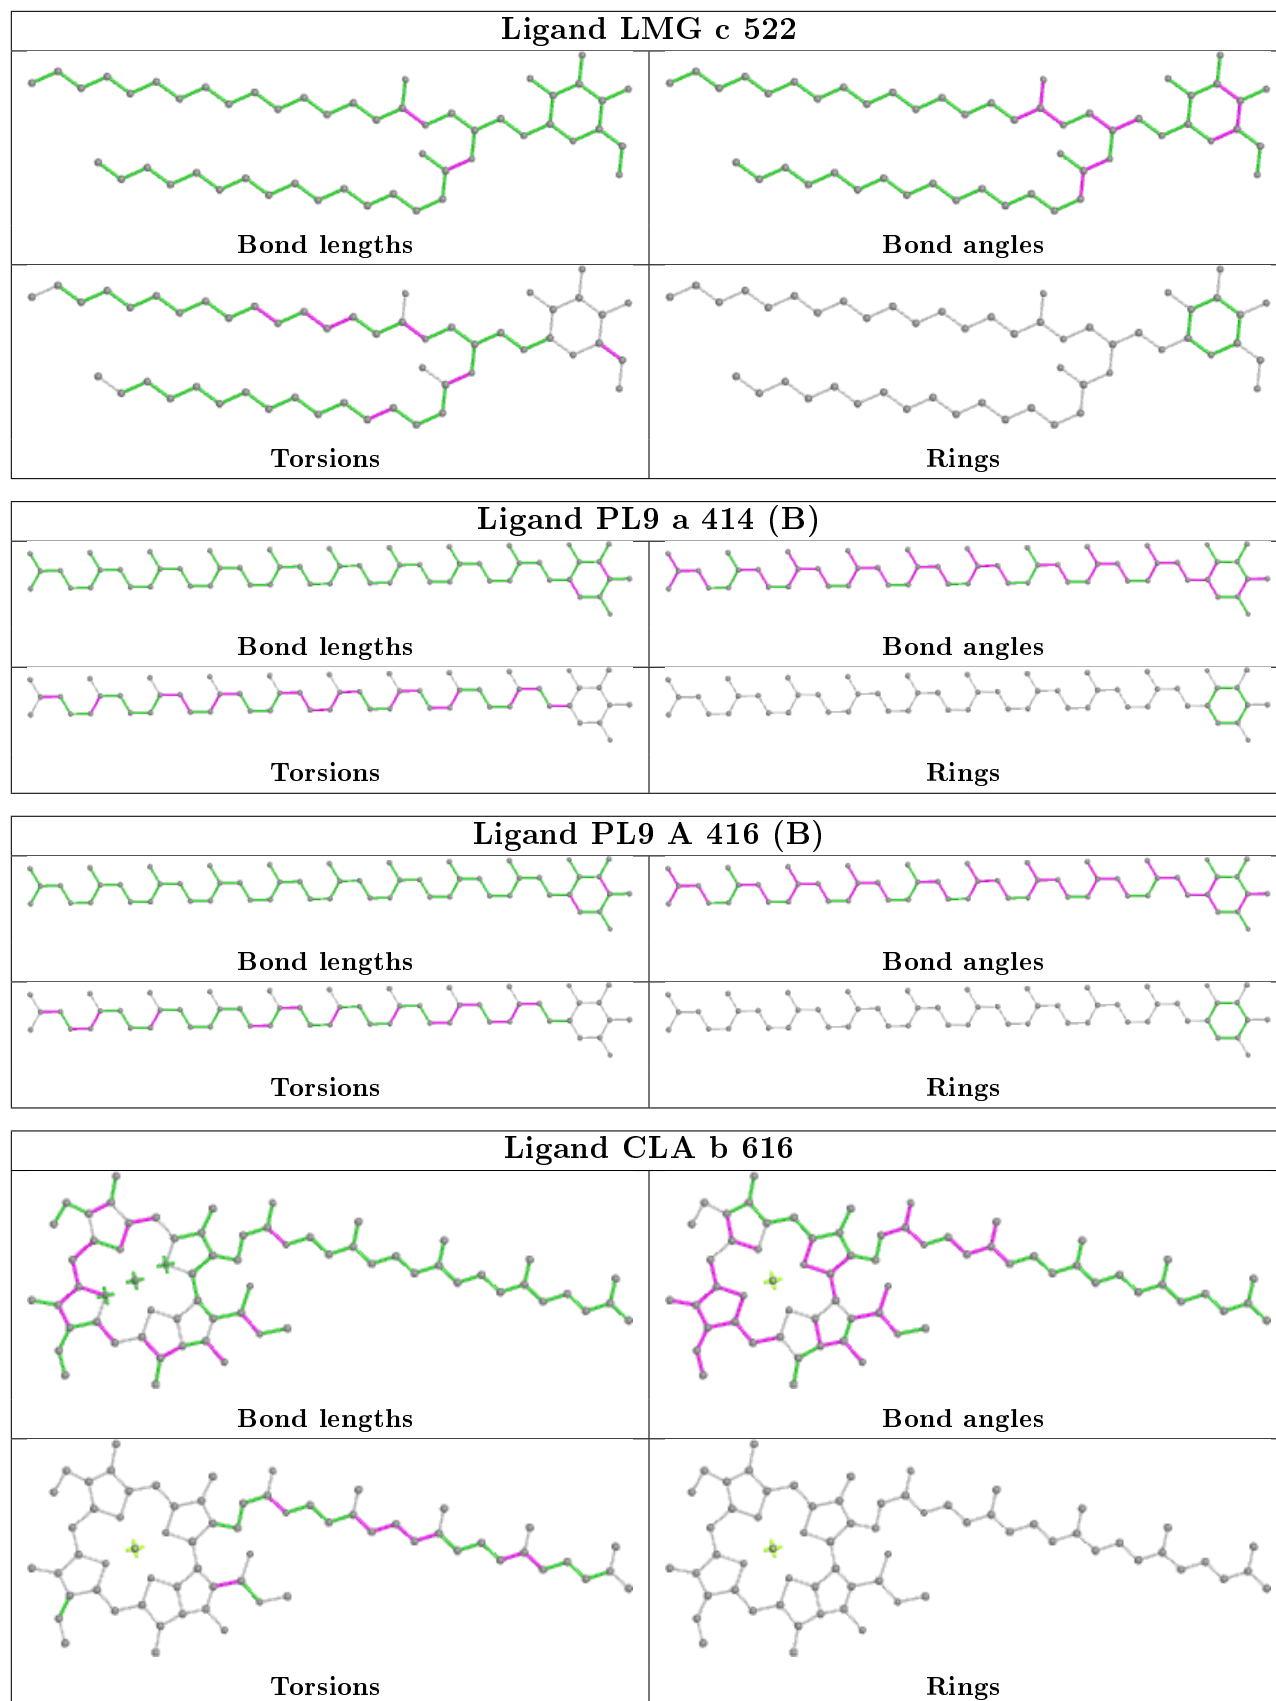 Ligand LMG c 522
Bond lengths
Bond angles
Torsions
Rings
Ligand PL9 a 414 (B)
Bond lengths
Bond angles
Torsions
Rings
Ligand PL9 A 416 (B)
Bond lengths
Bond angles
Torsions
Rings
Ligand CLA b 616
Bond lengths
Bond angles
Torsions
Rings